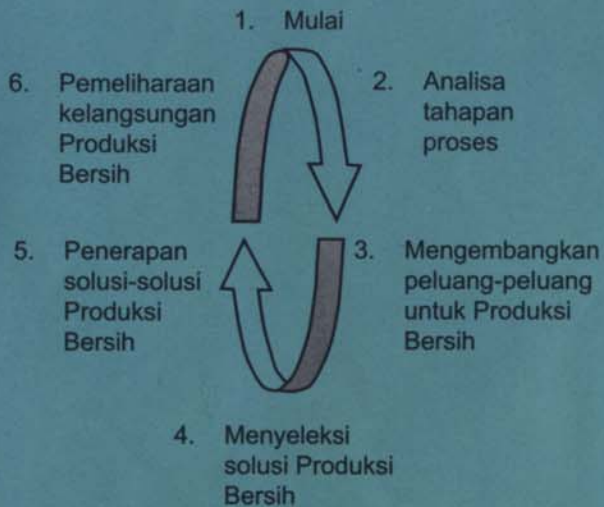 1. Mulai
2. Analisa
tahapan
proses
3. Mengembangkan
peluang-peluang
untuk Produksi
Bersih
4. Menyeleksi
solusi Produksi
Bersih
5. Penerapan
solusi-solusi
Produksi
Bersih
6. Pemeliharaan
kelangsungan
Produksi
Bersih